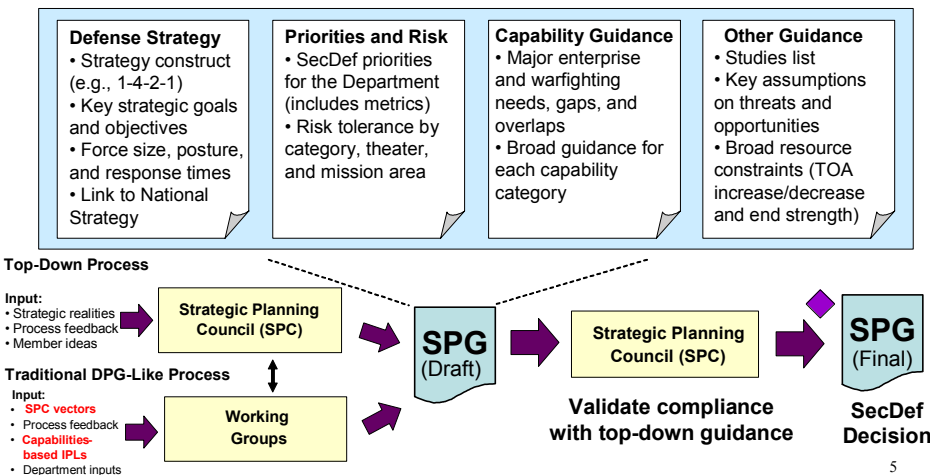 Defense Strategy
• Strategy construct
(e.g., 1-4-2-1)
• Key strategic goals
and objectives
• Force size, posture,
and response times
• Link to National
Strategy
Priorities and Risk
• SecDef priorities
for the Department
(includes metrics)
• Risk tolerance by
category, theater,
and mission area
Capability Guidance
• Major enterprise
and warfighting
needs, gaps, and
overlaps
• Broad guidance for
each capability
category
Other Guidance
• Studies list
• Key assumptions
on threats and
opportunities
• Broad resource
constraints (TOA
increase/decrease
and end strength)
Top-Down Process
Input:
• Strategic realities
• Process feedback
• Member ideas
Strategic Planning
Council (SPC)
Traditional DPG-Like Process
Input:
• SPC vectors
• Process feedback
• Capabilities-
based IPLs
• Department inputs
Working
Groups
SPG
(Draft)
Strategic Planning
Council (SPC)
Validate compliance
with top-down guidance
SPG
(Final)
SecDef
Decision
5